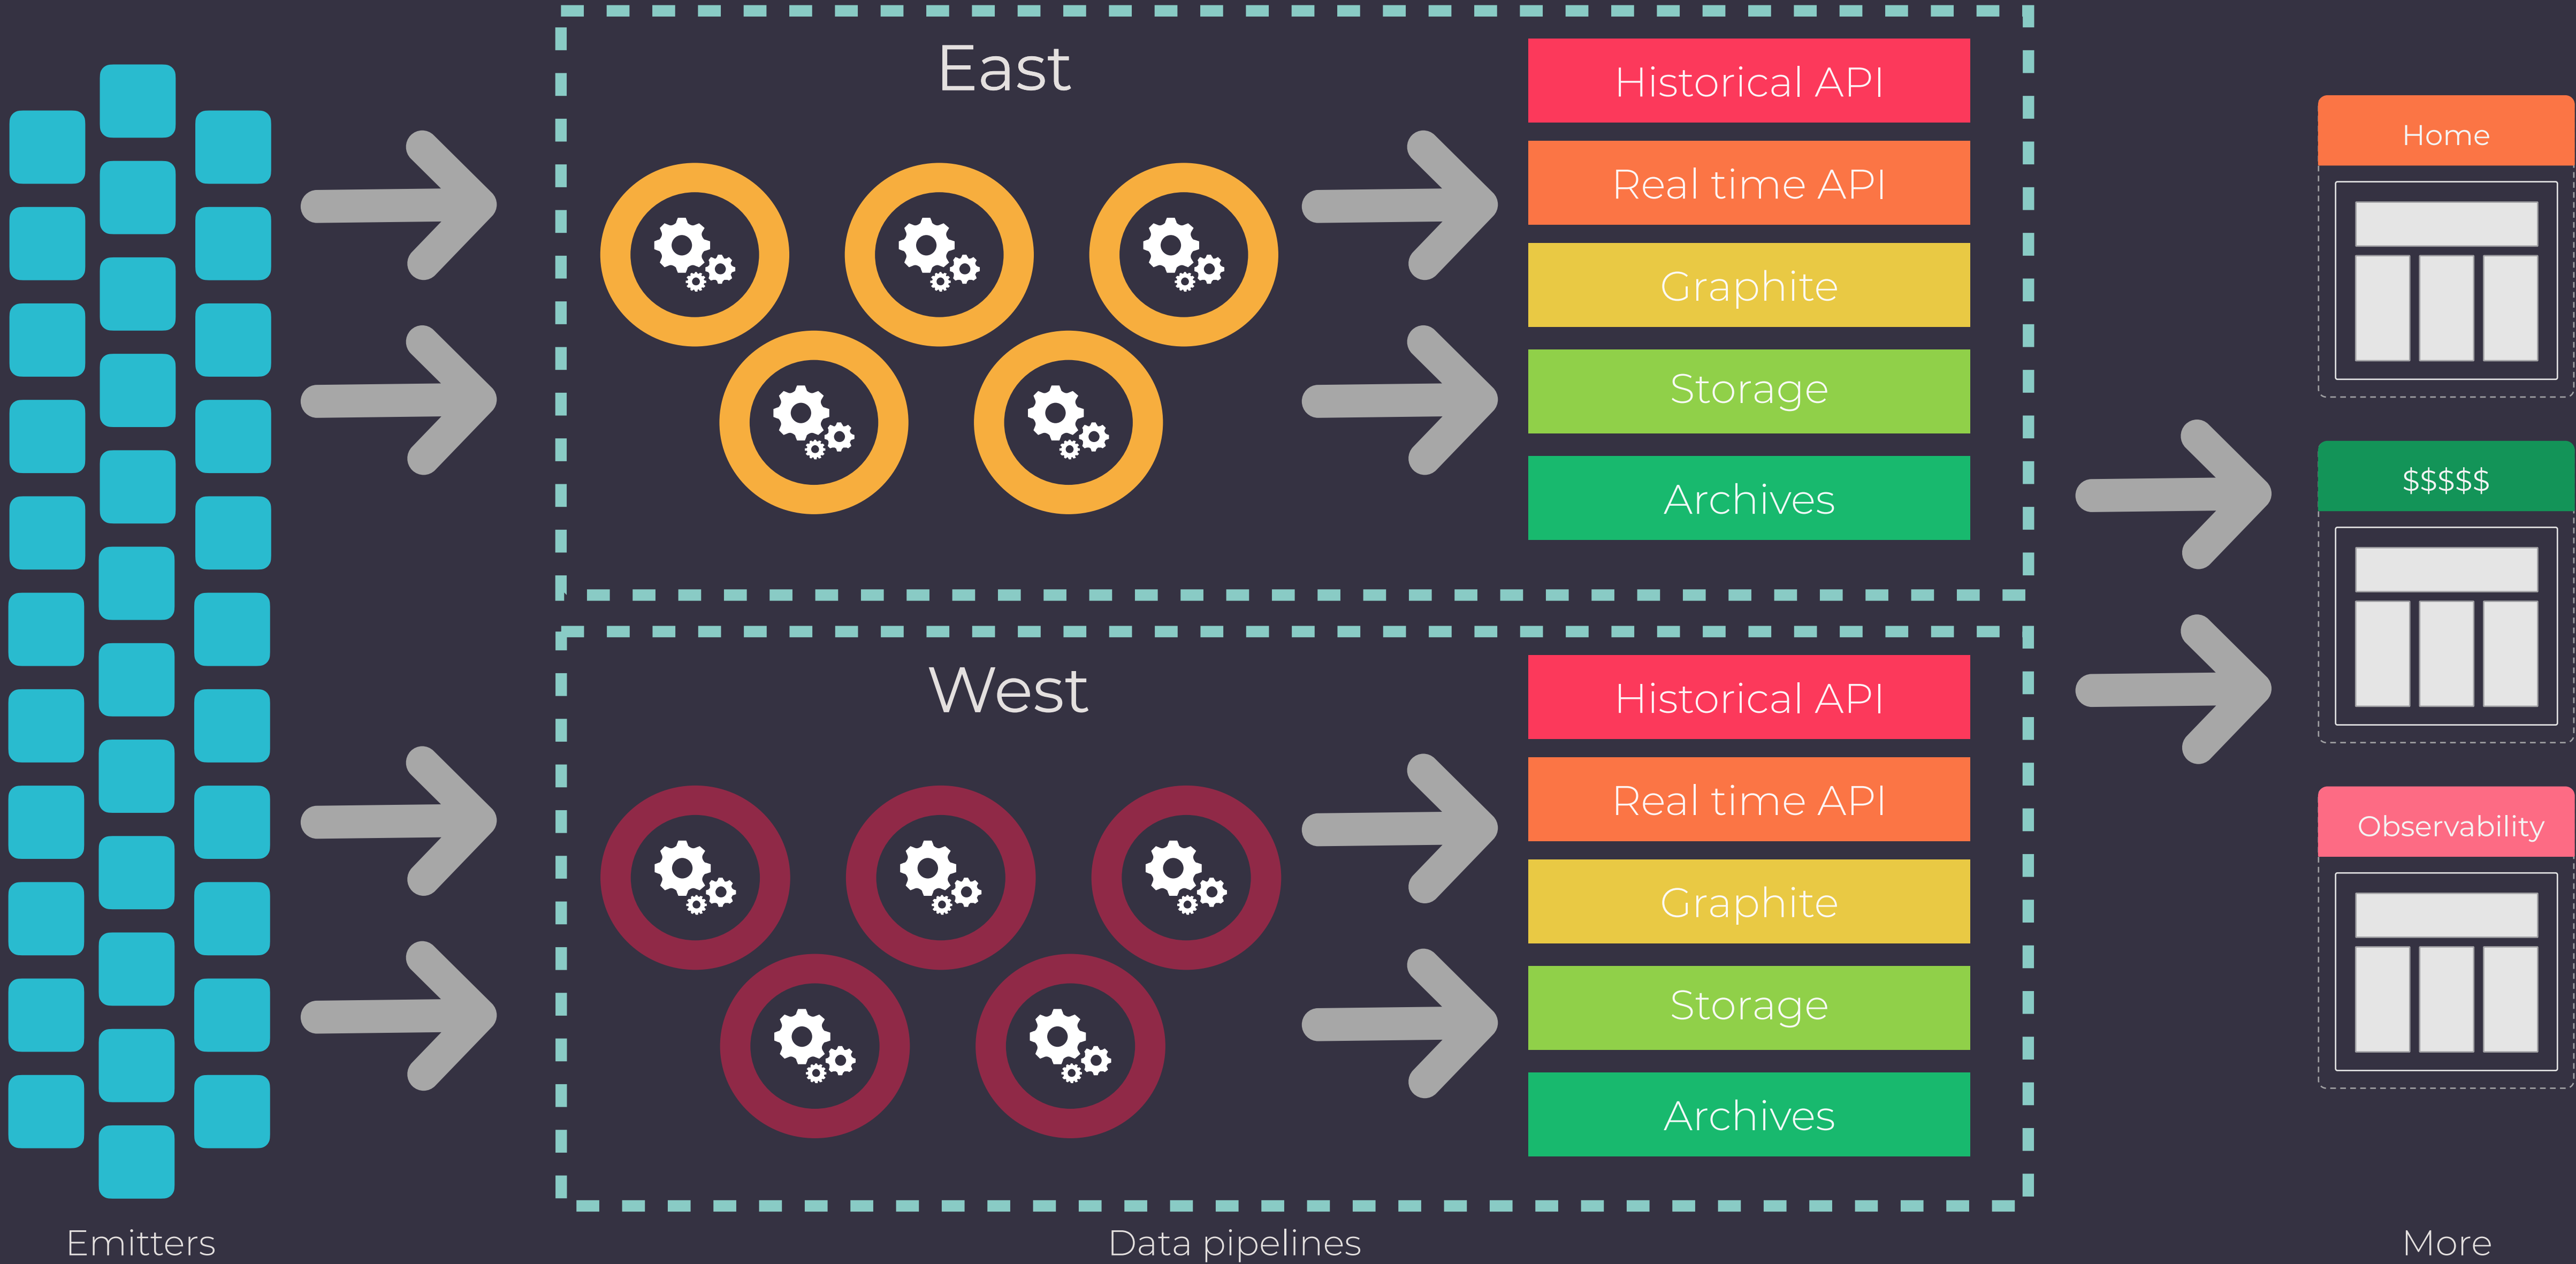 East
Historical API
Real time API
Graphite
Storage
Archives
West
Historical API
Real time API
Graphite
Storage
Archives
Home
$$$$$
Observability
Emitters
Data pipelines
More